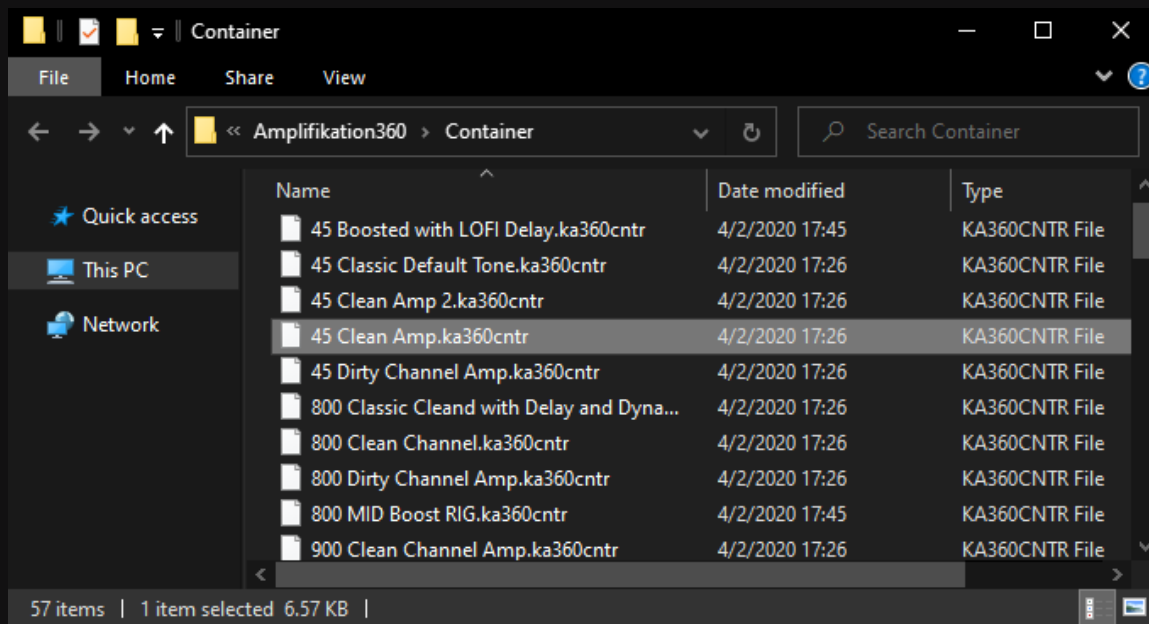 Container
File Home Share View
« Amplifikation360 › Container Search Container
Name Date modified Type
Quick access
This PC
Network
45 Boosted with LOFI Delay.ka360cntr 4/2/2020 17:45 KA360CNTR File
45 Classic Default Tone.ka360cntr 4/2/2020 17:26 KA360CNTR File
45 Clean Amp 2.ka360cntr 4/2/2020 17:26 KA360CNTR File
45 Clean Amp.ka360cntr 4/2/2020 17:26 KA360CNTR File
45 Dirty Channel Amp.ka360cntr 4/2/2020 17:26 KA360CNTR File
800 Classic Cleand with Delay and Dyna... 4/2/2020 17:26 KA360CNTR File
800 Clean Channel.ka360cntr 4/2/2020 17:26 KA360CNTR File
800 Dirty Channel Amp.ka360cntr 4/2/2020 17:26 KA360CNTR File
800 MID Boost RIG.ka360cntr 4/2/2020 17:45 KA360CNTR File
900 Clean Channel Amp.ka360cntr 4/2/2020 17:26 KA360CNTR File
57 items | 1 item selected 6.57 KB |